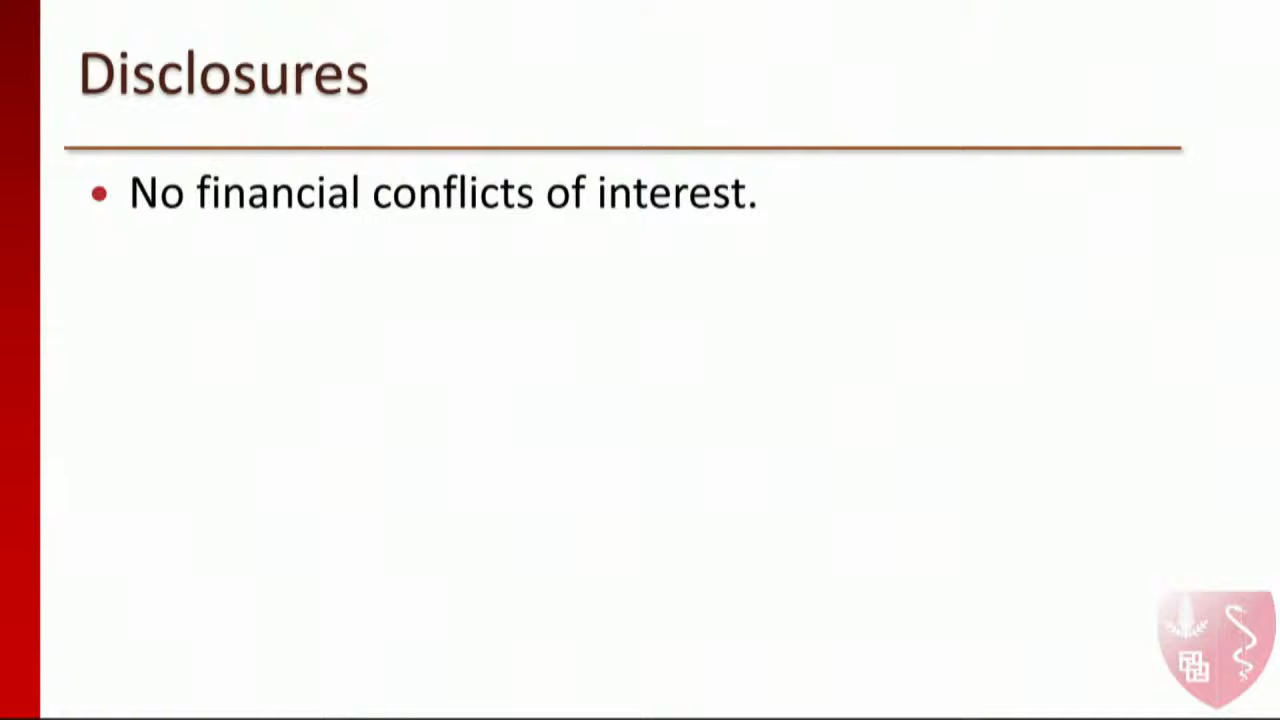 Disclosures
No financial conflicts of interest.